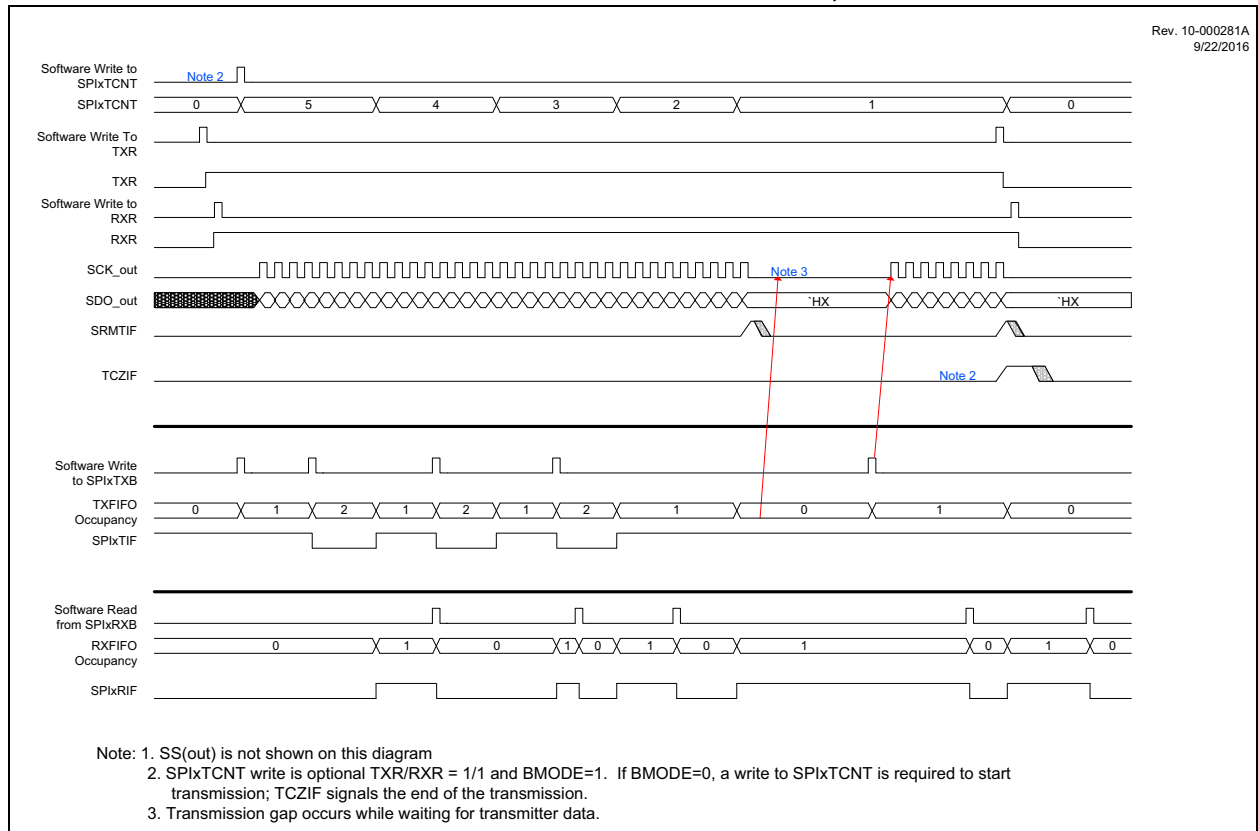 Rev. 10-000281A
9/22/2016
Software Write to
SPIxTCNT
Note 2
SPIxTCNT
0 5 4 3 2 1 0
Software Write To
TXR
TXR
Software Write to
RXR
RXR
SCK_out
Note 3
SDO_out
`HX `HX
SRMTIF
TCZIF
Note 2
Software Write
to SPIxTXB
TXFIFO
Occupancy
0 1 2 1 2 1 2 1 0 1 0
SPIxTIF
Software Read
from SPIxRXB
RXFIFO
Occupancy
0 1 0 1 0 1 0 1 0 1 0
SPIxRIF
Note: 1. SS(out) is not shown on this diagram
2. SPIxTCNT write is optional TXR/RXR = 1/1 and BMODE=1. If BMODE=0, a write to SPIxTCNT is required to start
transmission; TCZIF signals the end of the transmission.
3. Transmission gap occurs while waiting for transmitter data.